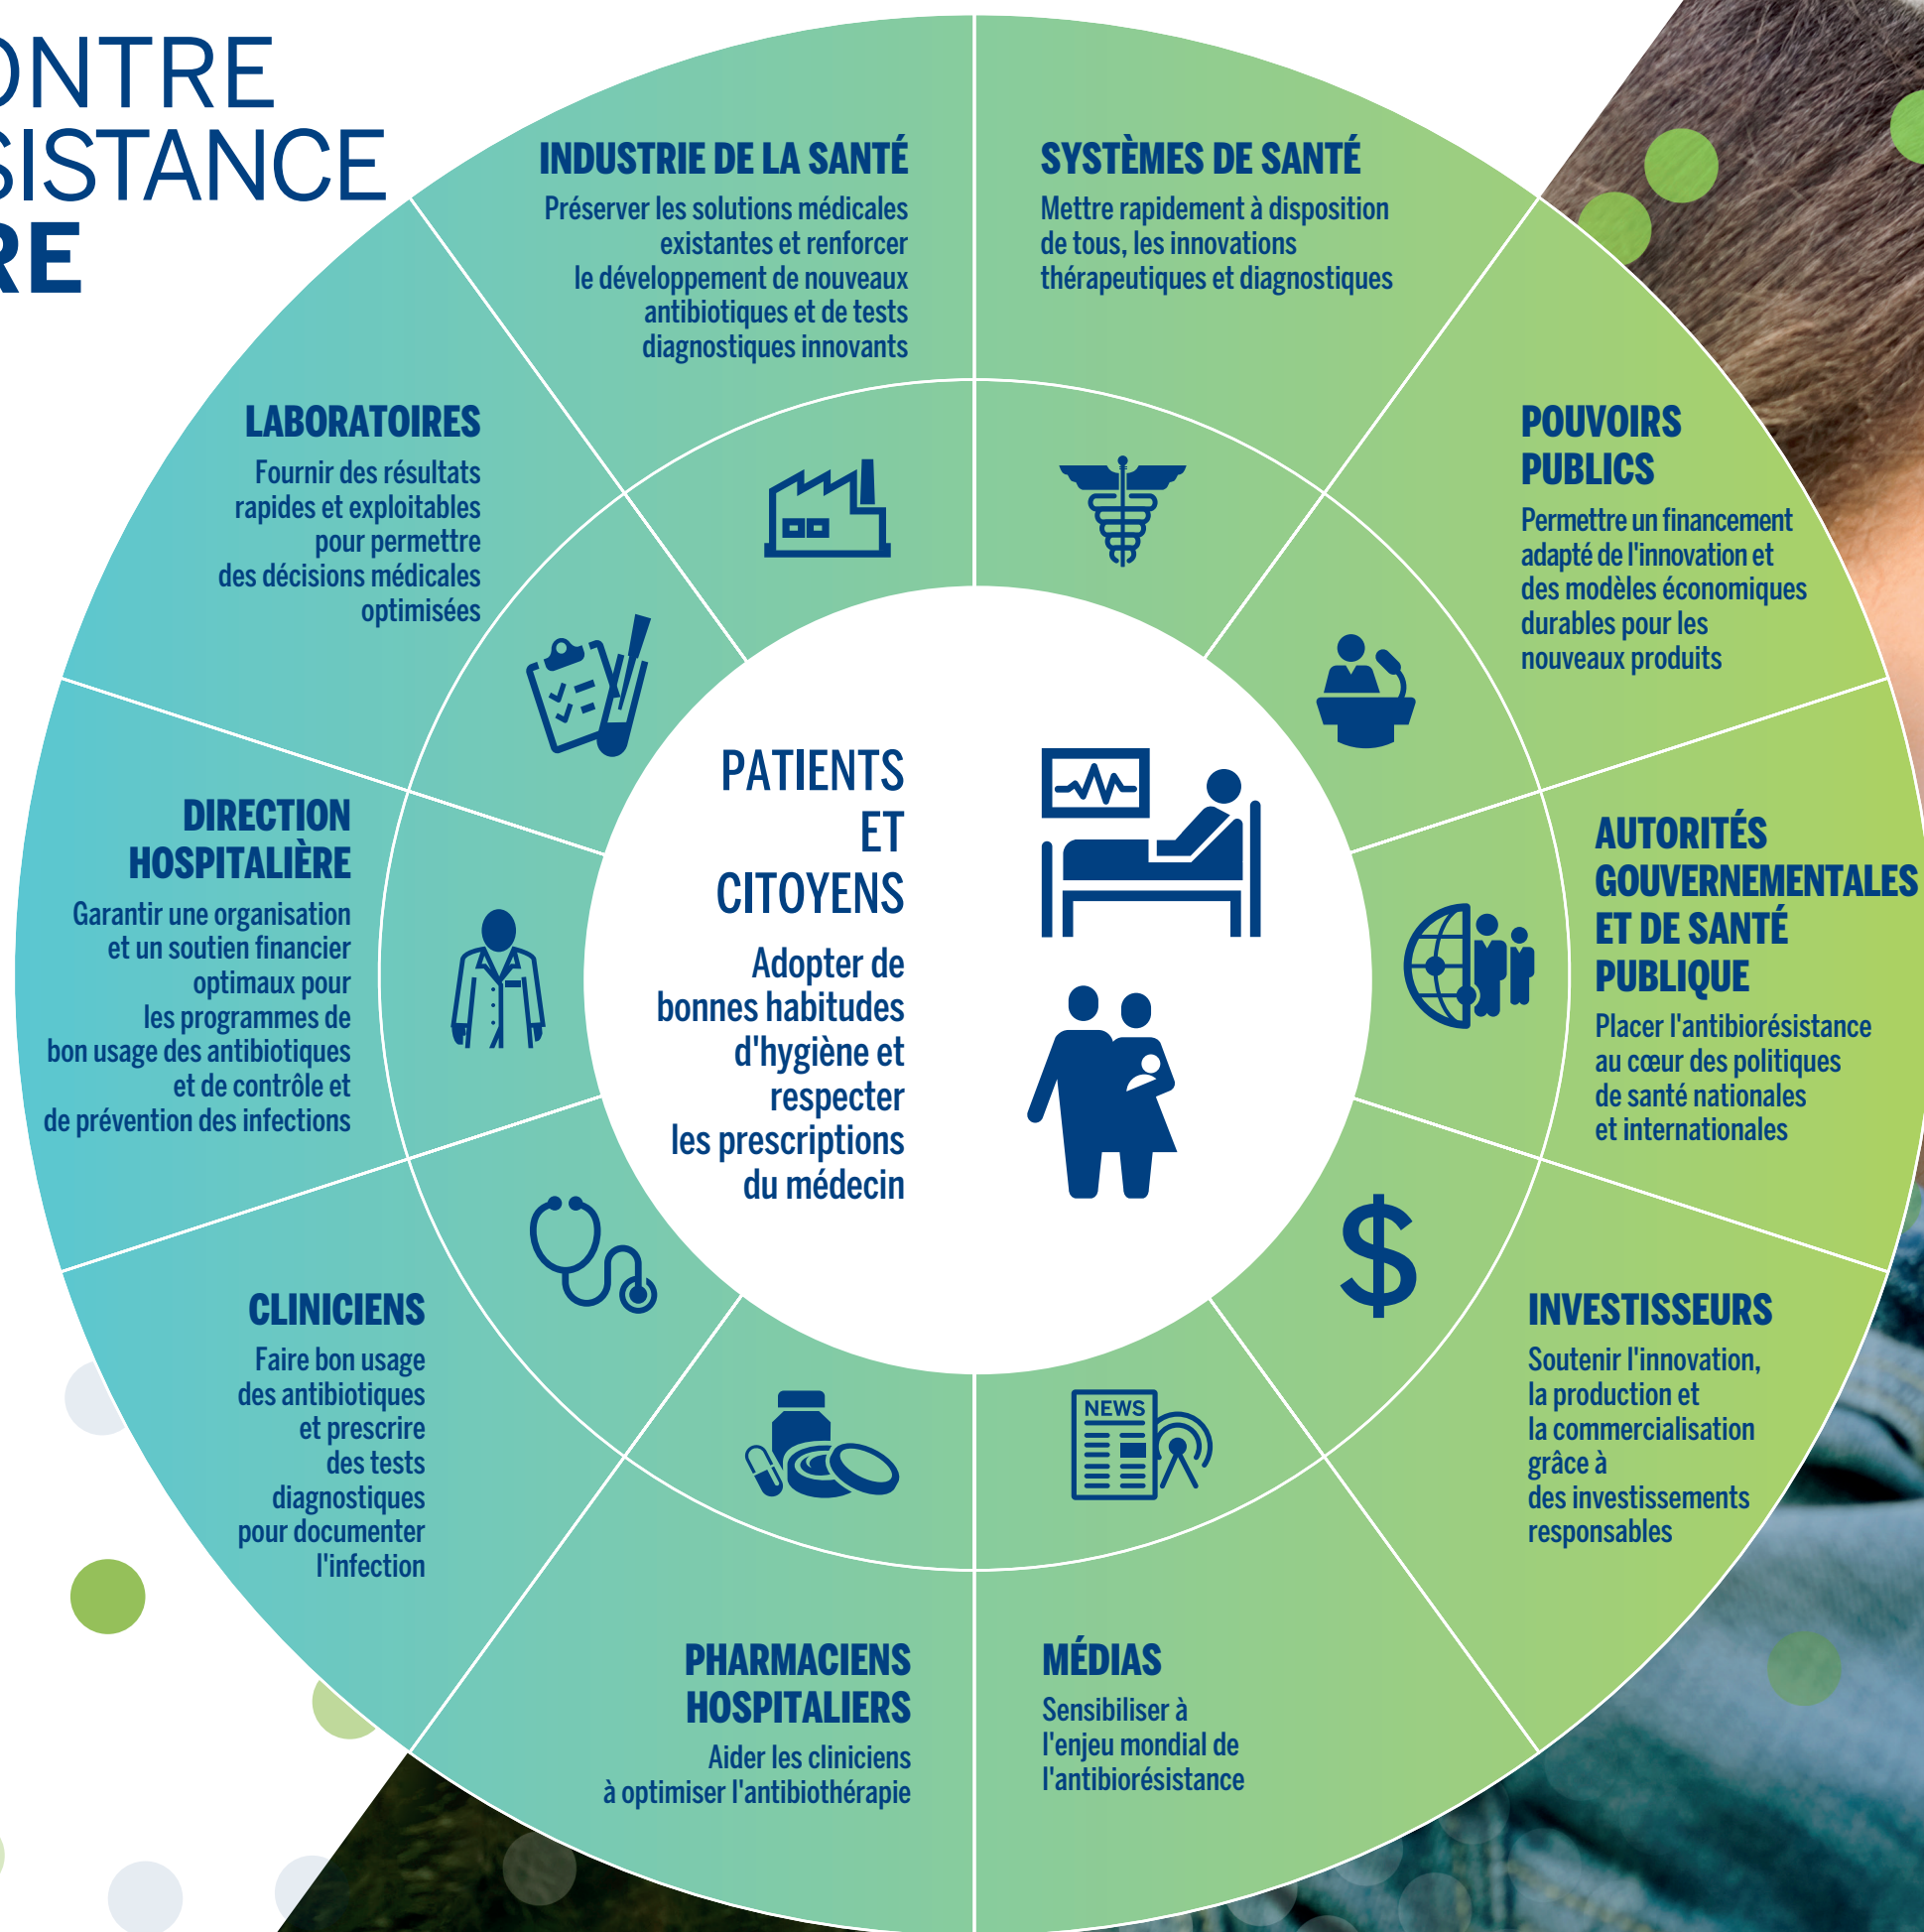 ONTRE
SISTANCE
RE
INDUSTRIE DE LA SANTÉ
Préserver les solutions médicales
existantes et renforcer
le développement de nouveaux
antibiotiques et de tests
diagnostiques innovants
SYSTÈMES DE SANTÉ
Mettre rapidement à disposition
de tous, les innovations
thérapeutiques et diagnostiques
POUVOIRS
PUBLICS
Permettre un financement
adapté de l'innovation et
des modèles économiques
durables pour les
nouveaux produits
AUTORITÉS
GOUVERNEMENTALES
ET DE SANTÉ
PUBLIQUE
Placer l'antibiorésistance
au cœur des politiques
de santé nationales
et internationales
INVESTISSEURS
Soutenir l'innovation,
la production et
la commercialisation
grâce à
des investissements
responsables
MÉDIAS
Sensibiliser à
l'enjeu mondial de
l'antibiorésistance
PHARMACIENS
HOSPITALIERS
Aider les cliniciens
à optimiser l'antibiothérapie
CLINICIENS
Faire bon usage
des antibiotiques
et prescrire
des tests
diagnostiques
pour documenter
l'infection
DIRECTION
HOSPITALIÈRE
Garantir une organisation
et un soutien financier
optimaux pour
les programmes de
bon usage des antibiotiques
et de contrôle et
de prévention des infections
LABORATOIRES
Fournir des résultats
rapides et exploitables
pour permettre
des décisions médicales
optimisées
PATIENTS
ET
CITOYENS
Adopter de
bonnes habitudes
d'hygiène et
respecter
les prescriptions
du médecin
$
NEWS